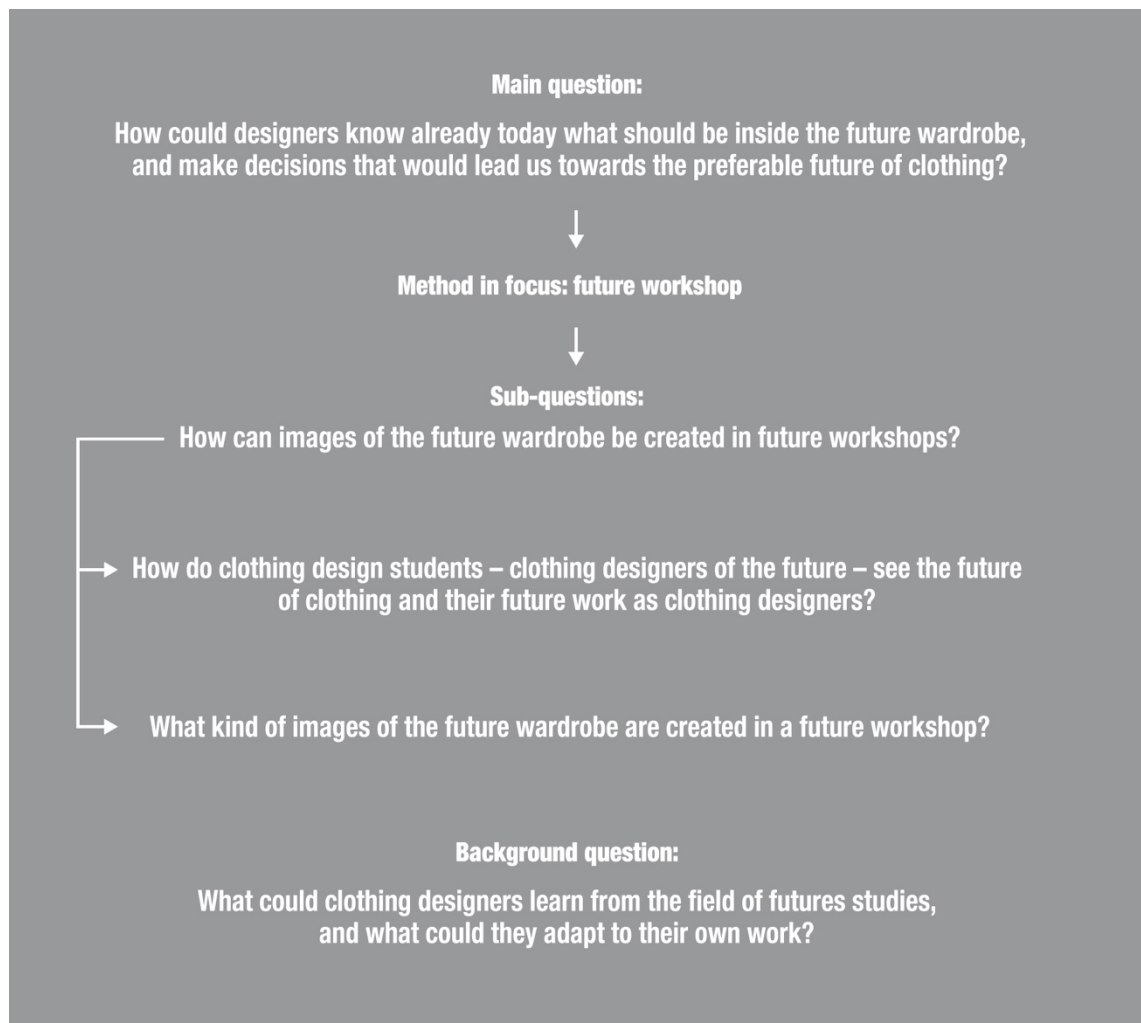 Main question:
How could designers know already today what should be inside the future wardrobe,
and make decisions that would lead us towards the preferable future of clothing?
Method in focus: future workshop
Sub-questions:
How can images of the future wardrobe be created in future workshops?
How do clothing design students – clothing designers of the future – see the future
of clothing and their future work as clothing designers?
What kind of images of the future wardrobe are created in a future workshop?
Background question:
What could clothing designers learn from the field of futures studies,
and what could they adapt to their own work?